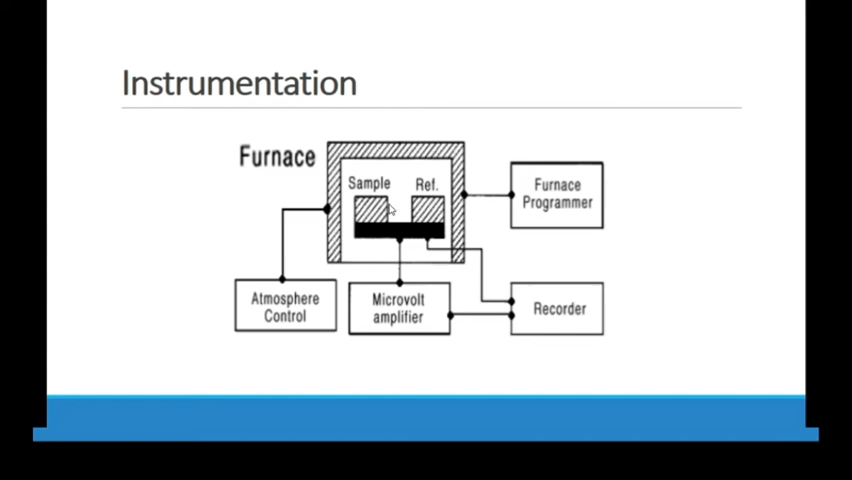 Instrumentation
Furnace
Sample
Ref.
Furnace
Programmer
Atmosphere
Control
Microvolt
amplifier
Recorder